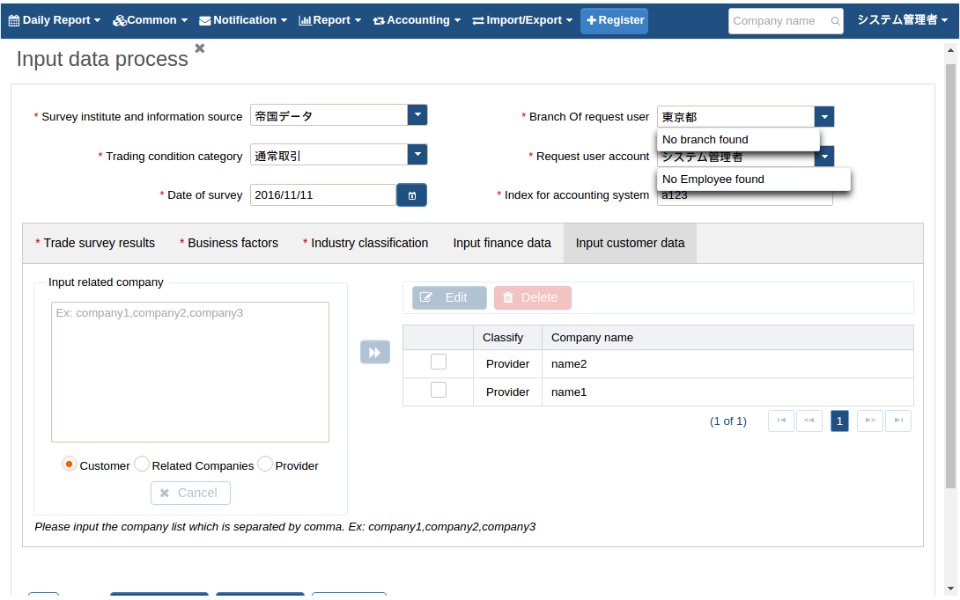 Daily Report Common Notification Report Accounting Import/Export Register Company name システム管理者
Input data process
* Survey institute and information source 帝国データ * Branch Of request user 東京都
No branch found
* Trading condition category 通常取引 * Request user account システム管理者
No Employee found
* Date of survey 2016/11/11 * Index for accounting system a123
* Trade survey results * Business factors * Industry classification Input finance data Input customer data
Input related company
Ex: company1,company2,company3
Edit Delete
Classify Company name
Provider name2
Provider name1
(1 of 1) 1
Customer Related Companies Provider
Cancel
Please input the company list which is separated by comma. Ex: company1,company2,company3